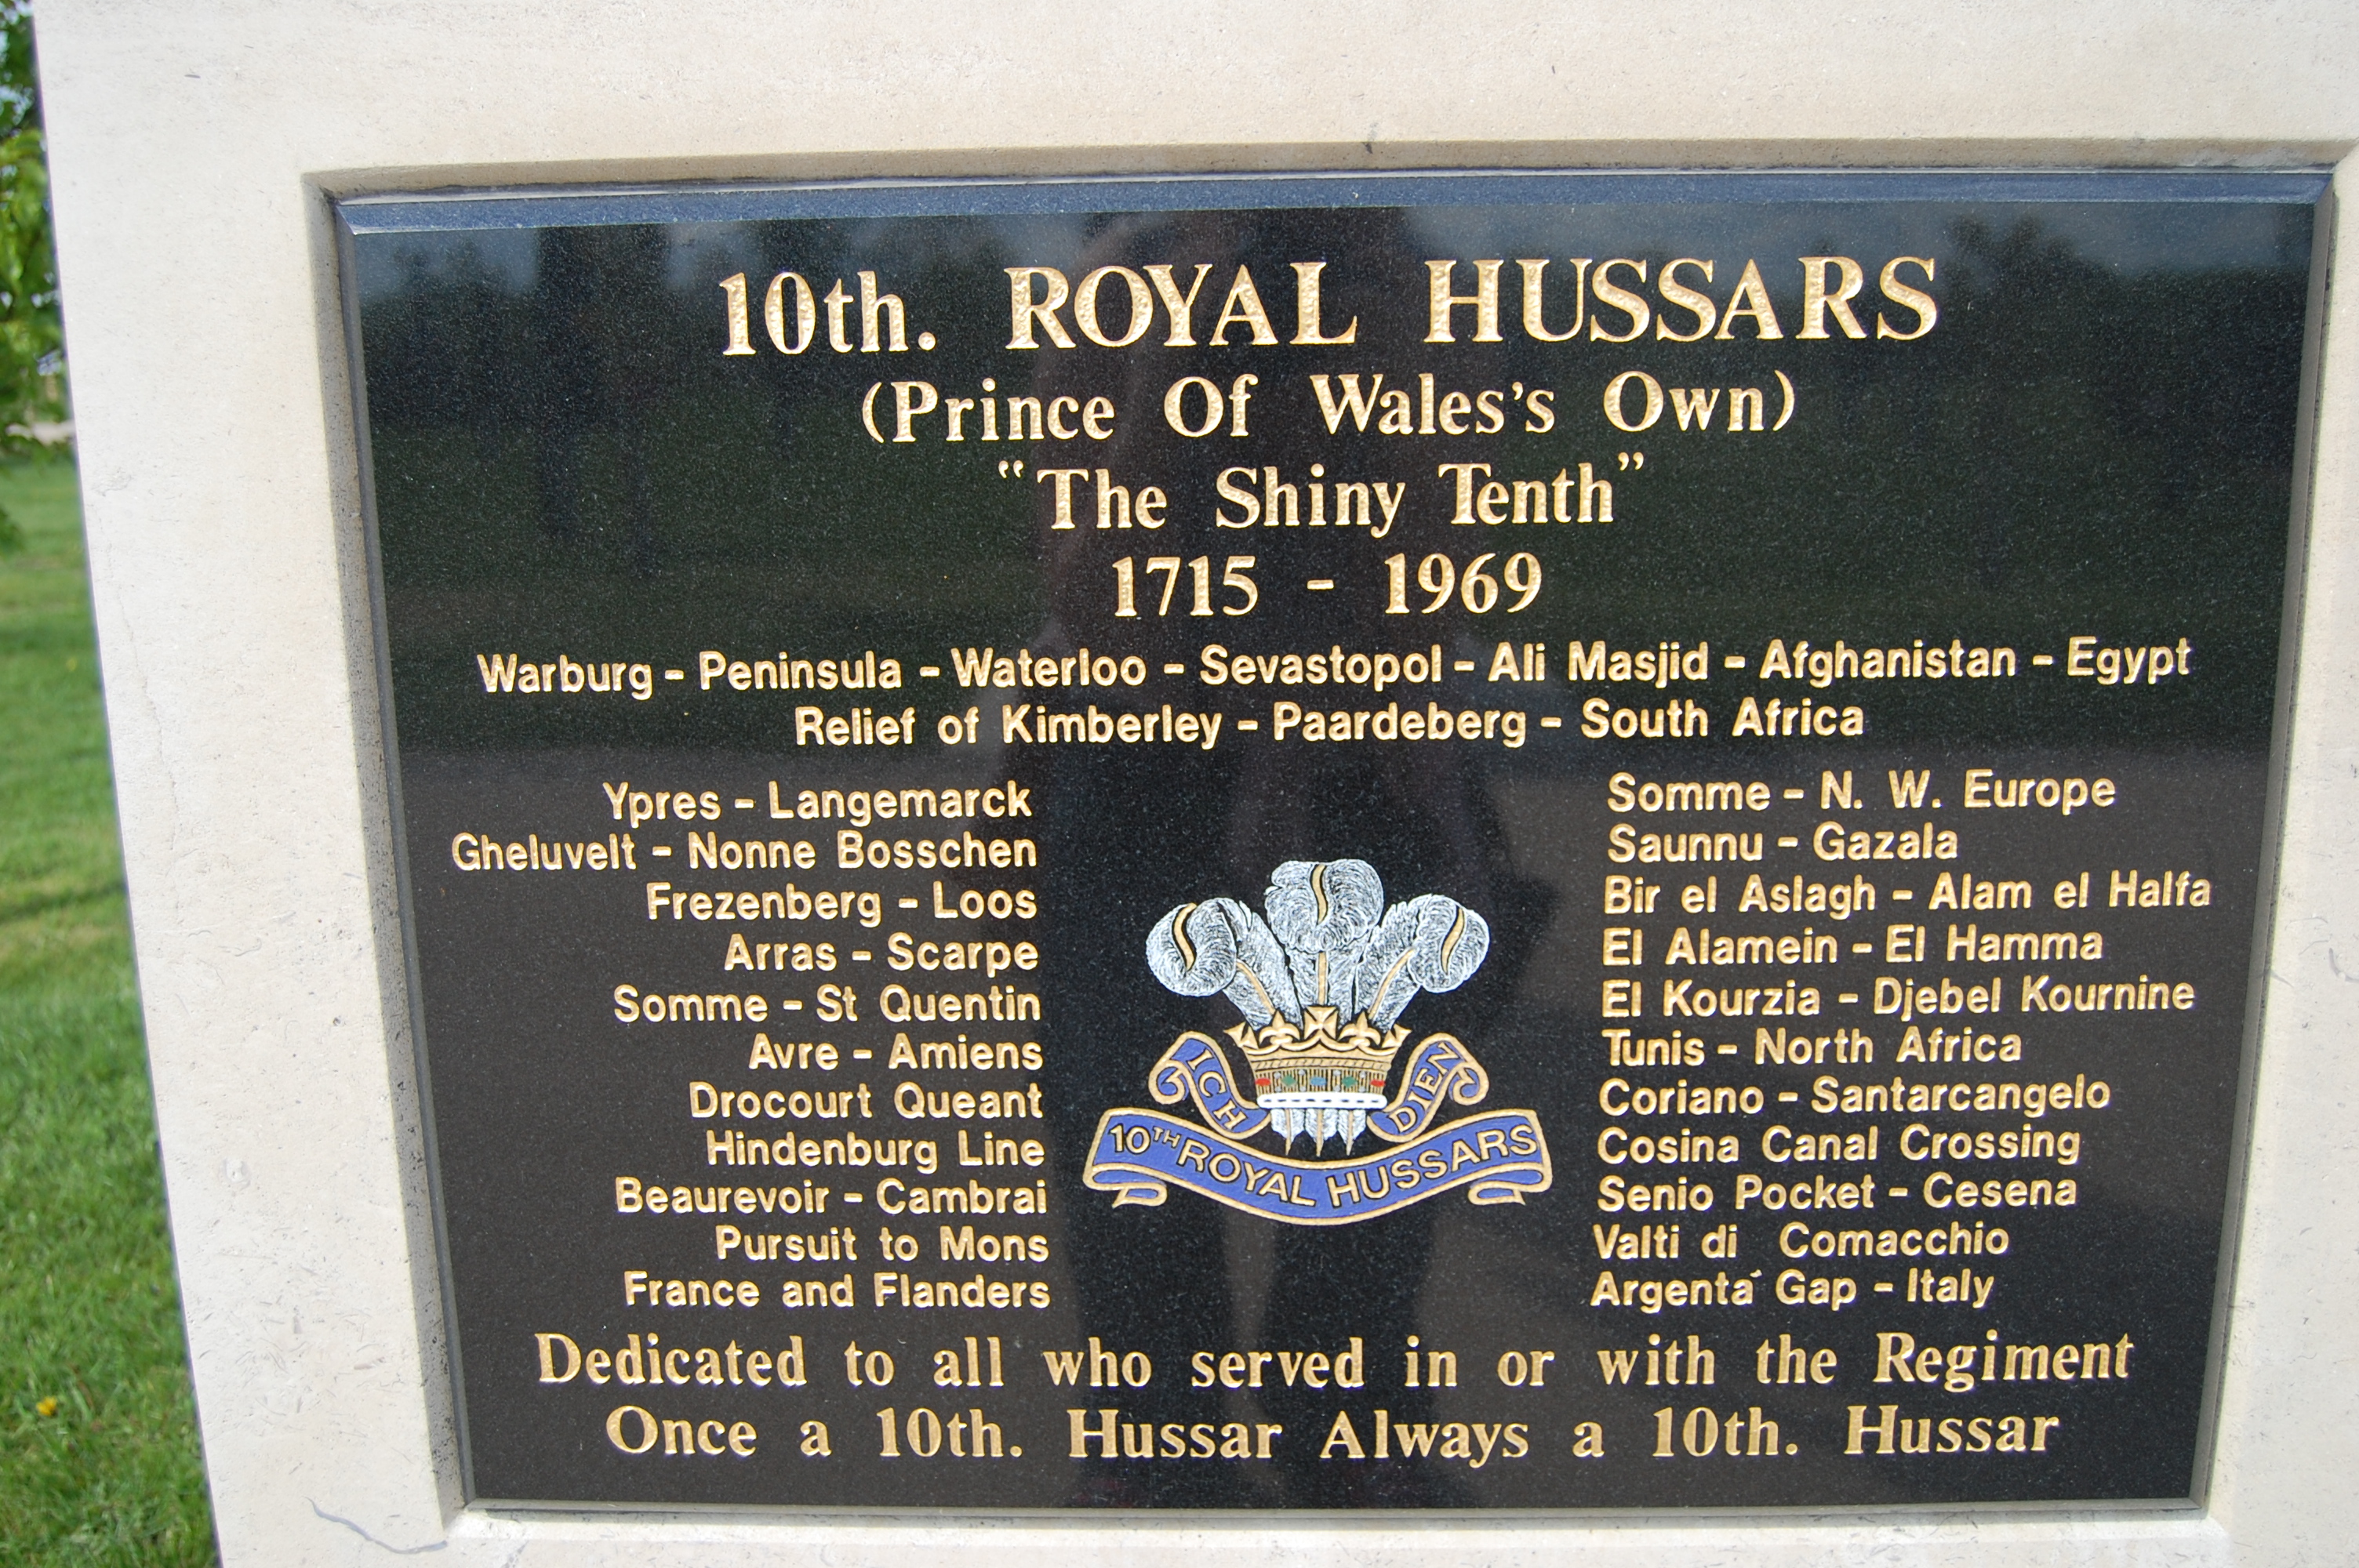 10th. ROYAL HUSSARS
(Prince Of Wales's Own)
"The Shiny Tenth"
1715 - 1969
Warburg - Peninsula - Waterloo - Sevastopol - Ali Masjid - Afghanistan - Egypt
Relief of Kimberley - Paardeberg - South Africa
Ypres - Langemarck
Gheluvelt - Nonne Bosschen
Frezenberg - Loos
Arras - Scarpe
Somme - St Quentin
Avre - Amiens
Drocourt Queant
Hindenburg Line
Beaurevoir - Cambrai
Pursuit to Mons
France and Flanders
ICH DIEN
10TH ROYAL HUSSARS
Somme - N. W. Europe
Saunnu - Gazala
Bir el Aslagh - Alam el Halfa
El Alamein - El Hamma
El Kourzia - Djebel Kournine
Tunis - North Africa
Coriano - Santarcangelo
Cosina Canal Crossing
Senio Pocket - Cesena
Valti di Comacchio
Argenta Gap - Italy
Dedicated to all who served in or with the Regiment
Once a 10th. Hussar Always a 10th. Hussar